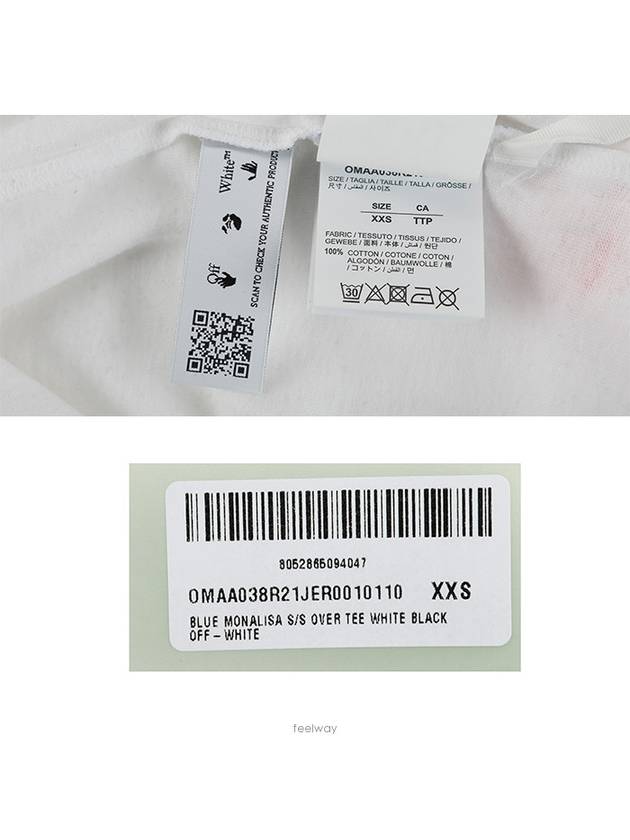 White™
Off
SCAN TO CHECK YOUR AUTHENTIC PRODUCT
OMAA038R21
SIZE / TAGLIA / TAILLE / TALLA / GRÖSSE /
尺寸 / المقاس / サイズ / 사이즈
SIZE CA
XXS TTP
FABRIC / TESSUTO / TISSUS / TEJIDO /
GEWEBE / 面料 / 本体 / قماش / 원단
100% COTTON / COTONE / COTON /
ALGODÓN / BAUMWOLLE / 棉
/ コットン / قطن / 면
30
8052865094047
OMAA038R21JER0010110 XXS
BLUE MONALISA S/S OVER TEE WHITE BLACK
OFF-WHITE
feelway